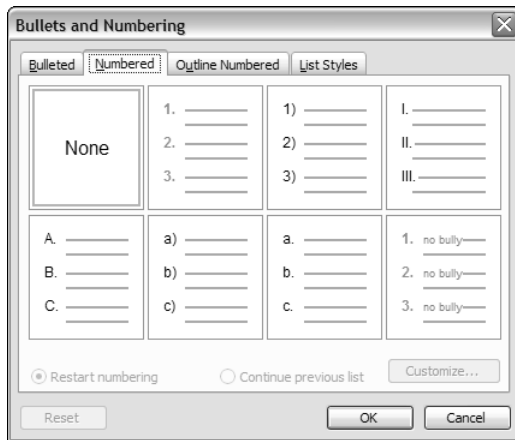 Bullets and Numbering
Bulleted Numbered Outline Numbered List Styles
None
1.
2.
3.
1)
2)
3)
I.
II.
III.
A.
B.
C.
a)
b)
c)
a.
b.
c.
1. no bully
2. no bully
3. no bully
Restart numbering Continue previous list Customize...
Reset OK Cancel